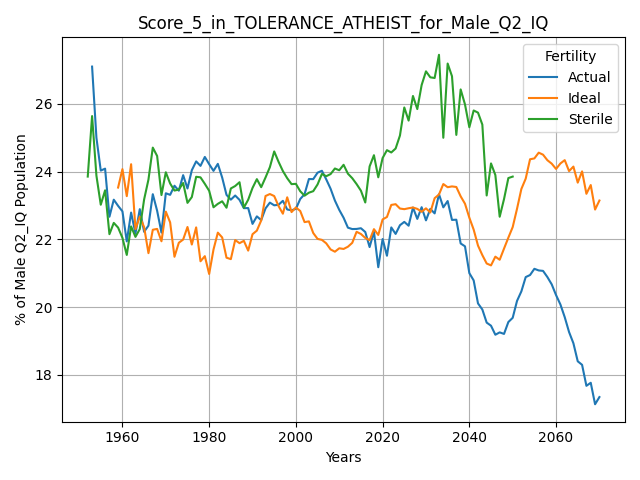 Score_5_in_TOLERANCE_ATHEIST_for_Male_Q2_IQ
Fertility
Actual
Ideal
Sterile
% of Male Q2_IQ Population
26
24
22
20
18
1960
1980
2000
2020
2040
2060
Years